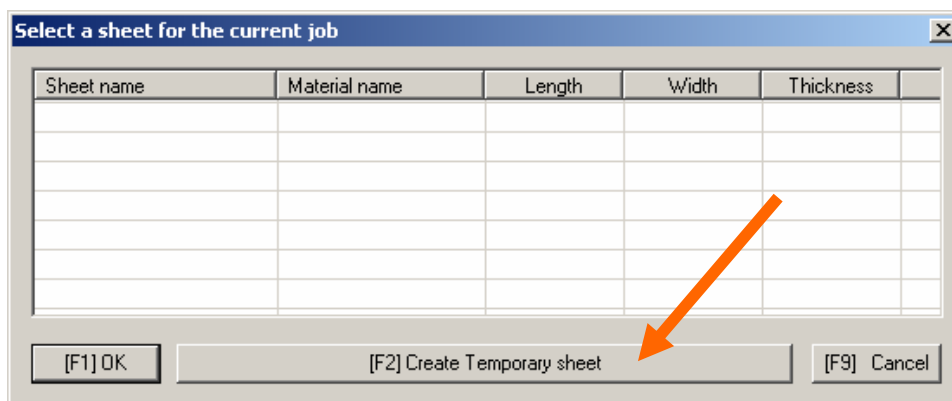 Select a sheet for the current job
Sheet name Material name Length Width Thickness
[F1] OK [F2] Create Temporary sheet [F9] Cancel